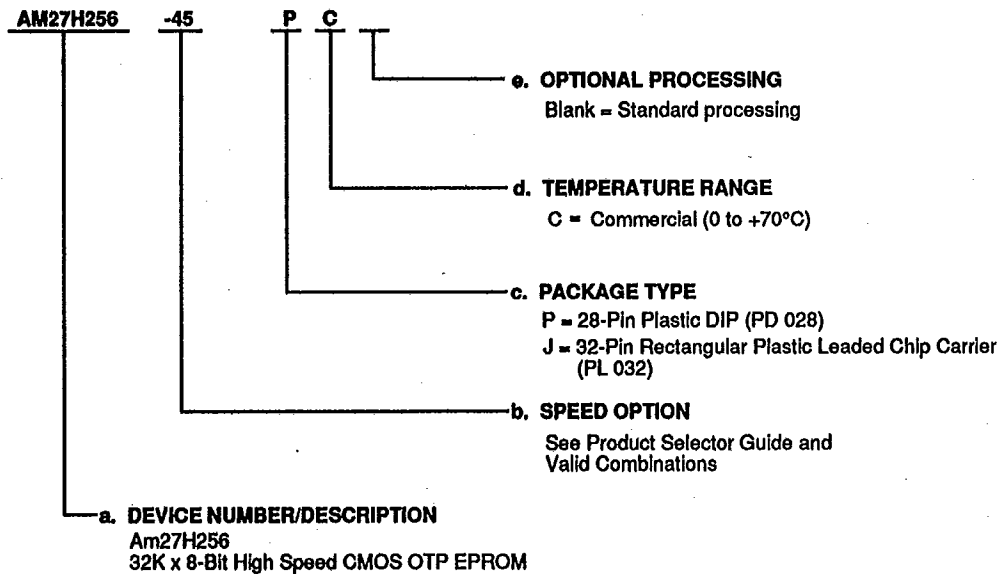 AM27H256 -45 P C
e. OPTIONAL PROCESSING
Blank = Standard processing
d. TEMPERATURE RANGE
C = Commercial (0 to +70°C)
c. PACKAGE TYPE
P = 28-Pin Plastic DIP (PD 028)
J = 32-Pin Rectangular Plastic Leaded Chip Carrier
(PL 032)
b. SPEED OPTION
See Product Selector Guide and
Valid Combinations
a. DEVICE NUMBER/DESCRIPTION
Am27H256
32K x 8-Bit High Speed CMOS OTP EPROM